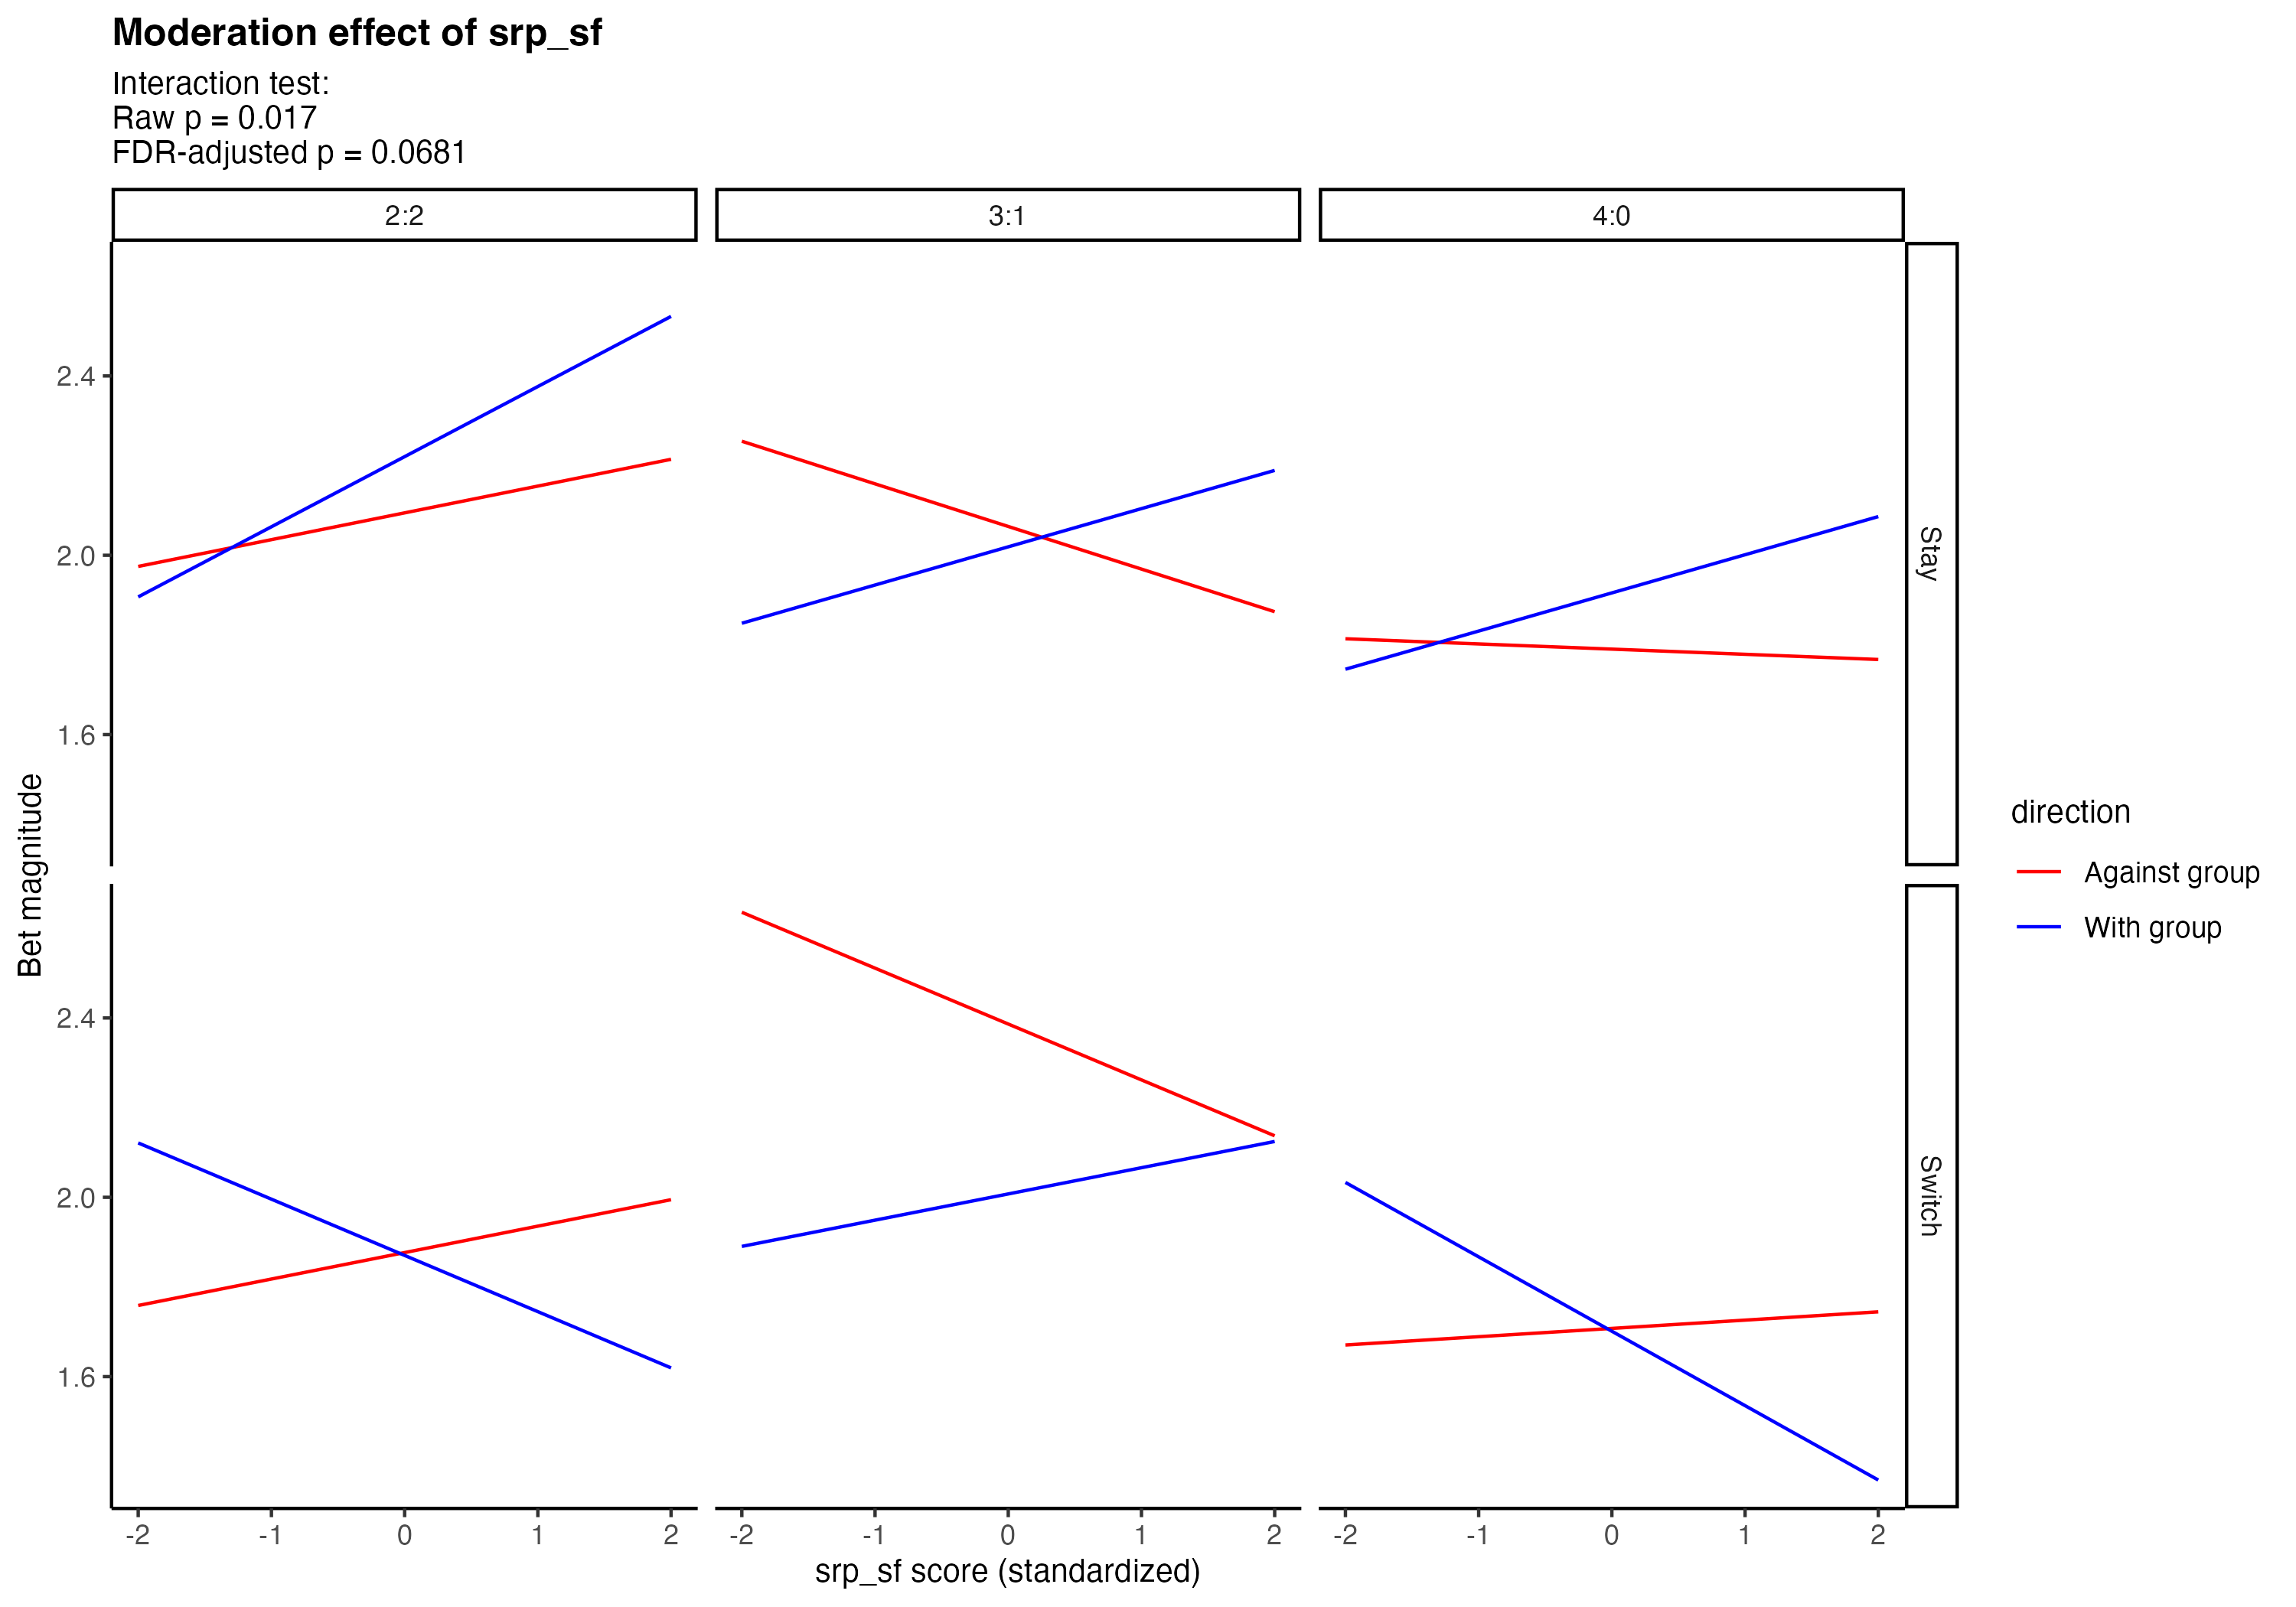 Moderation effect of srp_sf
Interaction test:
Raw p = 0.017
FDR-adjusted p = 0.0681
2:2
3:1
4:0
2.4
2.0
1.6
Stay
2.4
2.0
1.6
Switch
Bet magnitude
-2 -1 0 1 2
-2 -1 0 1 2
-2 -1 0 1 2
srp_sf score (standardized)
direction
Against group
With group